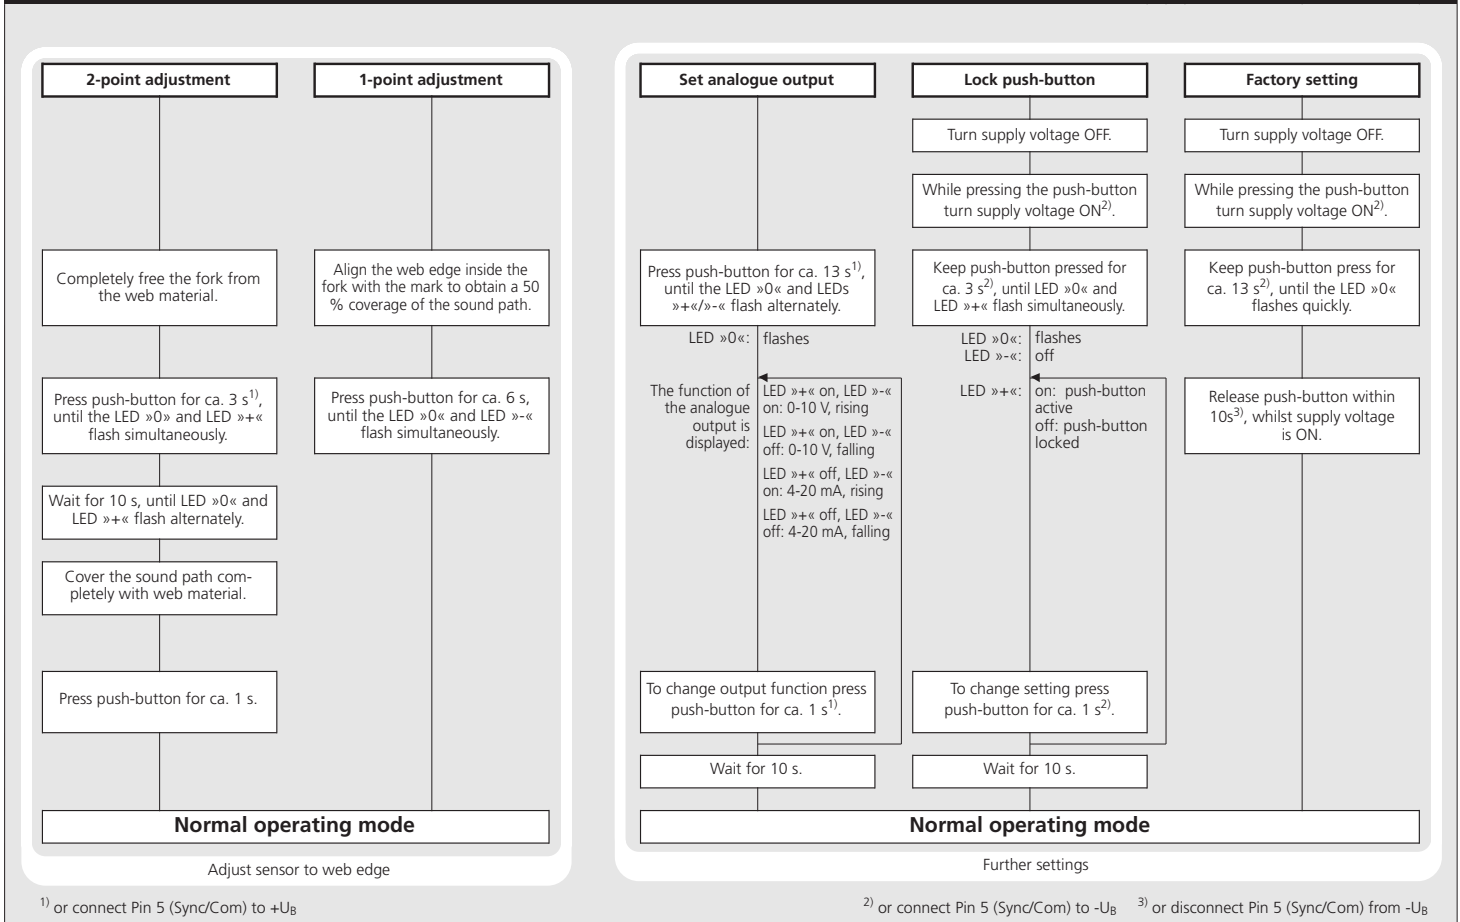 2-point adjustment
Completely free the fork from
the web material.
Press push-button for ca. 3 s1),
until the LED »0» and LED »+«
flash simultaneously.
Wait for 10 s, until LED »0« and
LED »+« flash alternately.
Cover the sound path com-
pletely with web material.
Press push-button for ca. 1 s.
1-point adjustment
Align the web edge inside the
fork with the mark to obtain a 50
% coverage of the sound path.
Press push-button for ca. 6 s,
until the LED »0« and LED »-«
flash simultaneously.
Normal operating mode
Adjust sensor to web edge
Set analogue output
Press push-button for ca. 13 s1),
until the LED »0« and LEDs
»+«/»-« flash alternately.
LED »0«: flashes
The function of
the analogue
output is
displayed:
LED »+« on, LED »-«
on: 0-10 V, rising
LED »+« on, LED »-«
off: 0-10 V, falling
LED »+« off, LED »-«
on: 4-20 mA, rising
LED »+« off, LED »-«
off: 4-20 mA, falling
To change output function press
push-button for ca. 1 s1).
Wait for 10 s.
Lock push-button
Turn supply voltage OFF.
While pressing the push-button
turn supply voltage ON2).
Keep push-button pressed for
ca. 3 s2), until LED »0« and
LED »+« flash simultaneously.
LED »0«: flashes
LED »-«: off
LED »+«: on: push-button
active
off: push-button
locked
To change setting press
push-button for ca. 1 s2).
Wait for 10 s.
Factory setting
Turn supply voltage OFF.
While pressing the push-button
turn supply voltage ON2).
Keep push-button press for
ca. 13 s2), until the LED »0«
flashes quickly.
Release push-button within
10s3), whilst supply voltage
is ON.
Normal operating mode
Further settings
1) or connect Pin 5 (Sync/Com) to +UB
2) or connect Pin 5 (Sync/Com) to -UB
3) or disconnect Pin 5 (Sync/Com) from -UB